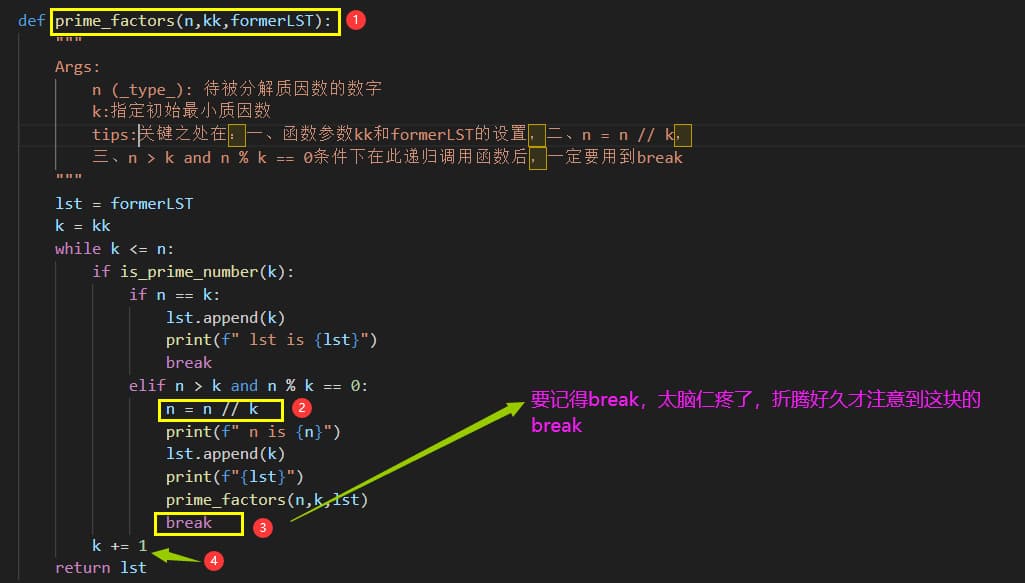 def prime_factors(n,kk,formerLST): 1
"""
Args:
n (_type_): 待被分解质因数的数字
k:指定初始最小质因数
tips:关键之处在：一、函数参数kk和formerLST的设置，二、n = n // k，
三、n > k and n % k == 0条件下在此递归调用函数后，一定要用到break
"""
lst = formerLST
k = kk
while k <= n:
if is_prime_number(k):
if n == k:
lst.append(k)
print(f" lst is {lst}")
break
elif n > k and n % k == 0:
n = n // k 2
print(f" n is {n}")
lst.append(k)
print(f"{lst}")
prime_factors(n,k,lst)
break 3
k += 1 4
return lst
要记得break，太脑仁疼了，折腾好久才注意到这块的
break